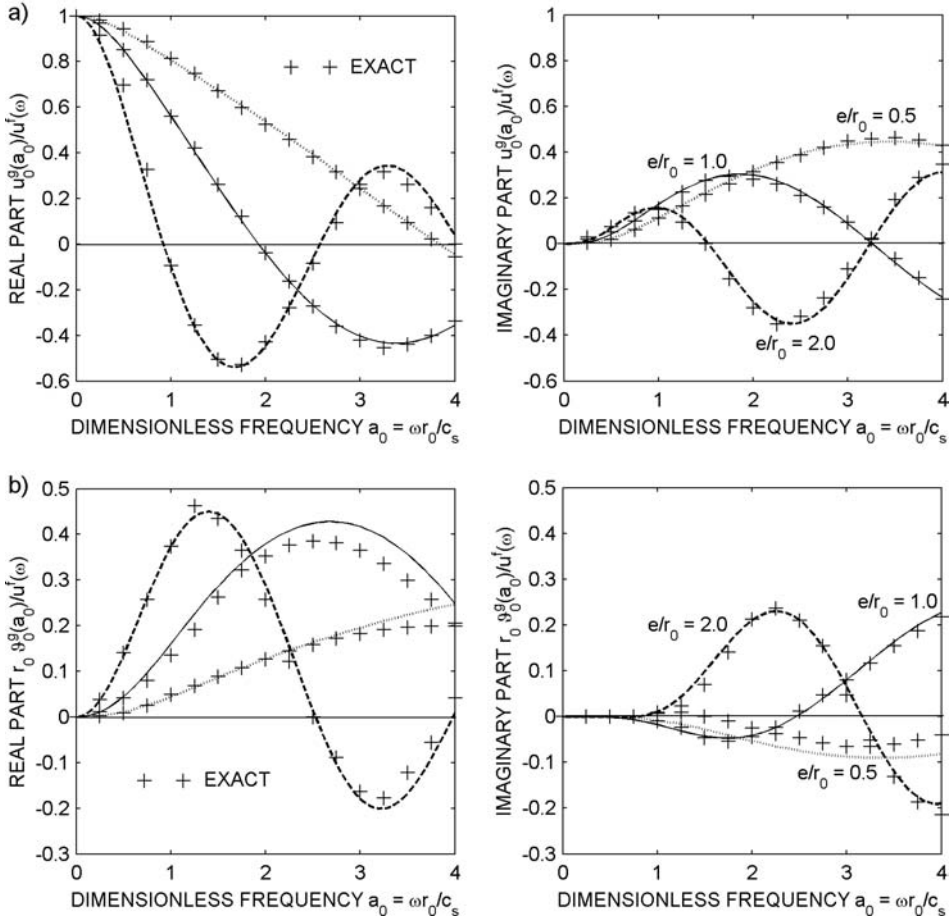 a)
1
0.8
0.6
0.4
0.2
0
-0.2
-0.4
-0.6
0 1 2 3 4
REAL PART u₀ᵍ(a₀)/uᶠ(ω)
DIMENSIONLESS FREQUENCY a₀ = ωr₀/cₛ
+ + EXACT
1
0.8
0.6
0.4
0.2
0
-0.2
-0.4
-0.6
0 1 2 3 4
IMAGINARY PART u₀ᵍ(a₀)/uᶠ(ω)
DIMENSIONLESS FREQUENCY a₀ = ωr₀/cₛ
e/r₀ = 0.5
e/r₀ = 1.0
e/r₀ = 2.0
b)
0.5
0.4
0.3
0.2
0.1
0
-0.1
-0.2
-0.3
0 1 2 3 4
REAL PART r₀ ϑ₀ᵍ(a₀)/uᶠ(ω)
DIMENSIONLESS FREQUENCY a₀ = ωr₀/cₛ
+ + EXACT
0.5
0.4
0.3
0.2
0.1
0
-0.1
-0.2
-0.3
0 1 2 3 4
IMAGINARY PART r₀ ϑ₀ᵍ(a₀)/uᶠ(ω)
DIMENSIONLESS FREQUENCY a₀ = ωr₀/cₛ
e/r₀ = 1.0
e/r₀ = 2.0
e/r₀ = 0.5